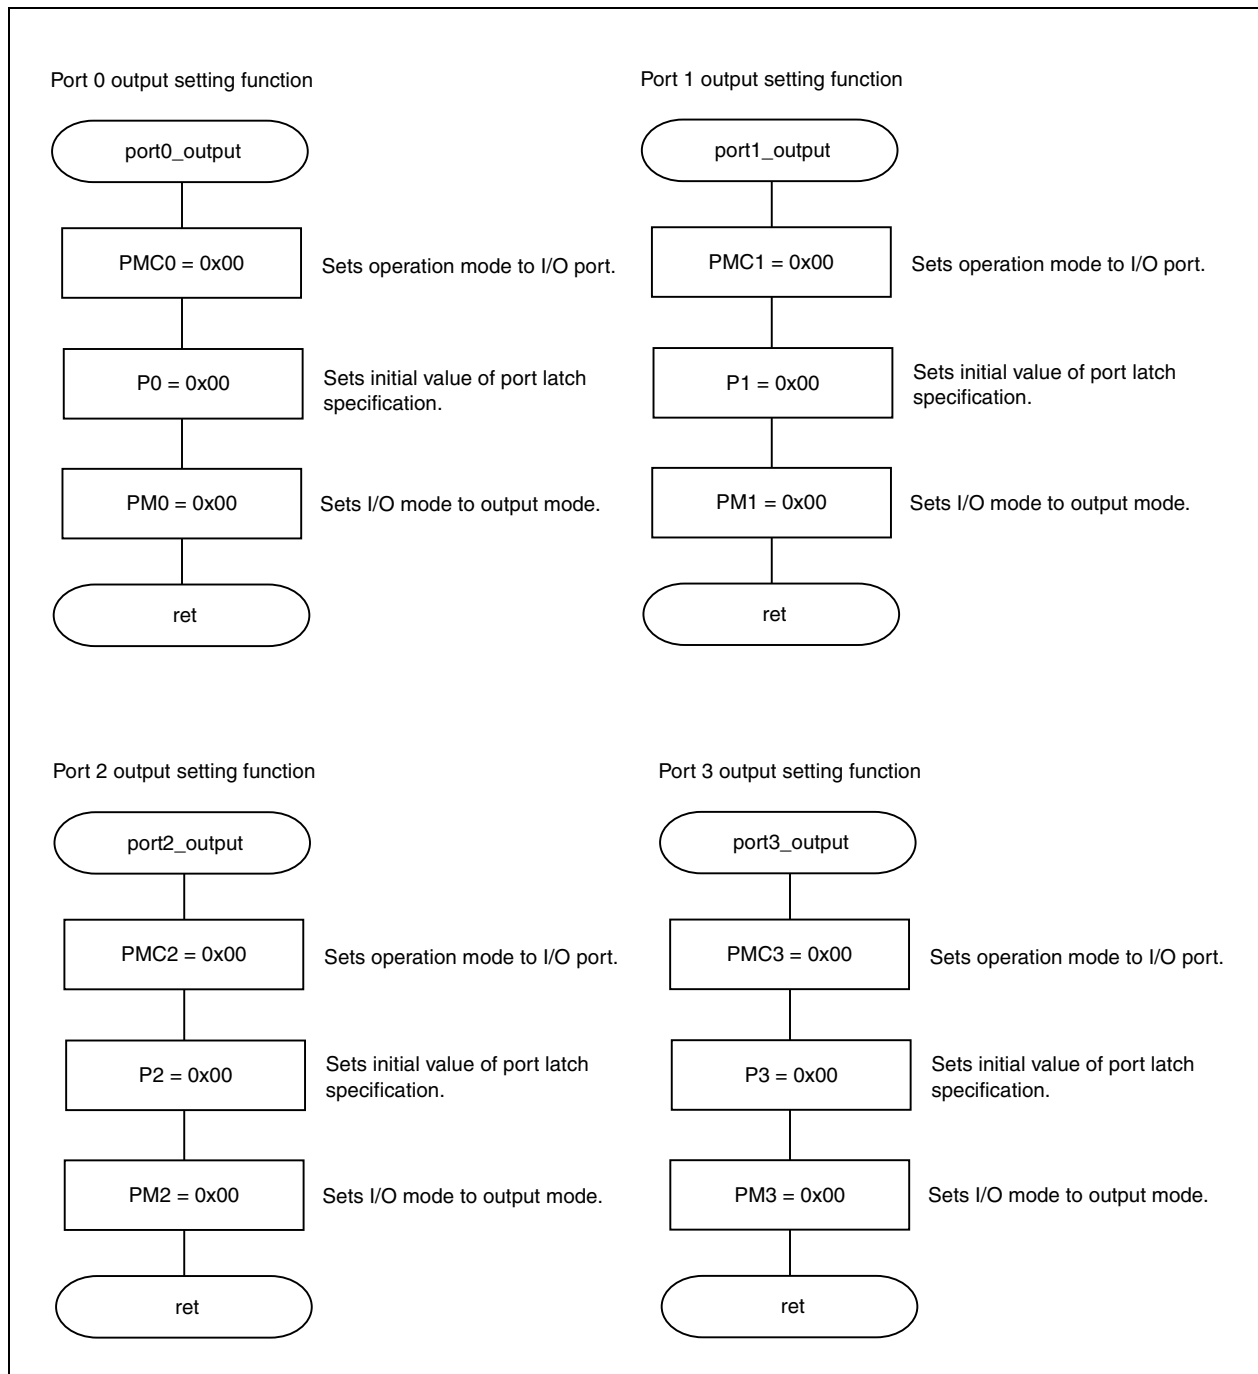 Port 0 output setting function
port0_output
PMC0 = 0x00
Sets operation mode to I/O port.
P0 = 0x00
Sets initial value of port latch
specification.
PM0 = 0x00
Sets I/O mode to output mode.
ret
Port 1 output setting function
port1_output
PMC1 = 0x00
Sets operation mode to I/O port.
P1 = 0x00
Sets initial value of port latch
specification.
PM1 = 0x00
Sets I/O mode to output mode.
ret
Port 2 output setting function
port2_output
PMC2 = 0x00
Sets operation mode to I/O port.
P2 = 0x00
Sets initial value of port latch
specification.
PM2 = 0x00
Sets I/O mode to output mode.
ret
Port 3 output setting function
port3_output
PMC3 = 0x00
Sets operation mode to I/O port.
P3 = 0x00
Sets initial value of port latch
specification.
PM3 = 0x00
Sets I/O mode to output mode.
ret